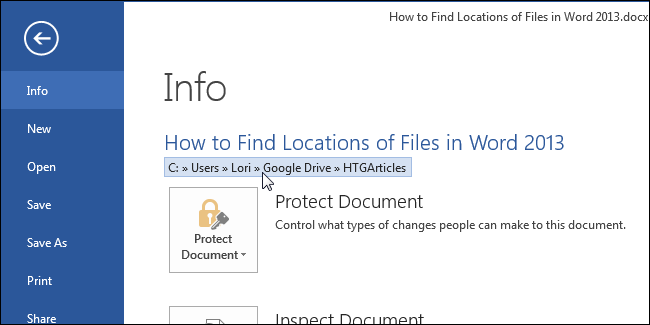 How to Find Locations of Files in Word 2013.docx
Info
Info
New
How to Find Locations of Files in Word 2013
Open
C: » Users » Lori » Google Drive » HTGArticles
Save
Protect Document
Control what types of changes people can make to this document.
Protect
Document
Save As
Print
Share
Inspect Document